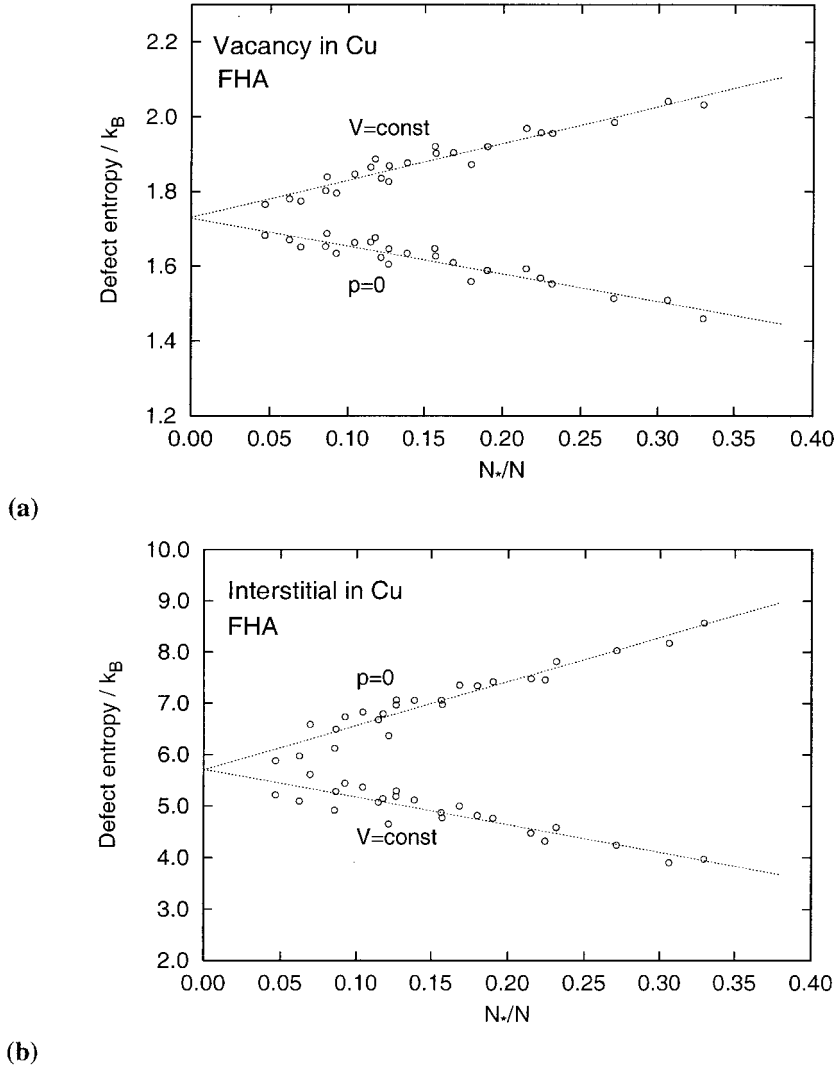 2.2
2.0
1.8
1.6
1.4
1.2
Defect entropy / k_B
Vacancy in Cu
FHA
V=const
p=0
0.00 0.05 0.10 0.15 0.20 0.25 0.30 0.35 0.40
N*/N
(a)
10.0
9.0
8.0
7.0
6.0
5.0
4.0
3.0
2.0
Defect entropy / k_B
Interstitial in Cu
FHA
p=0
V=const
0.00 0.05 0.10 0.15 0.20 0.25 0.30 0.35 0.40
N*/N
(b)